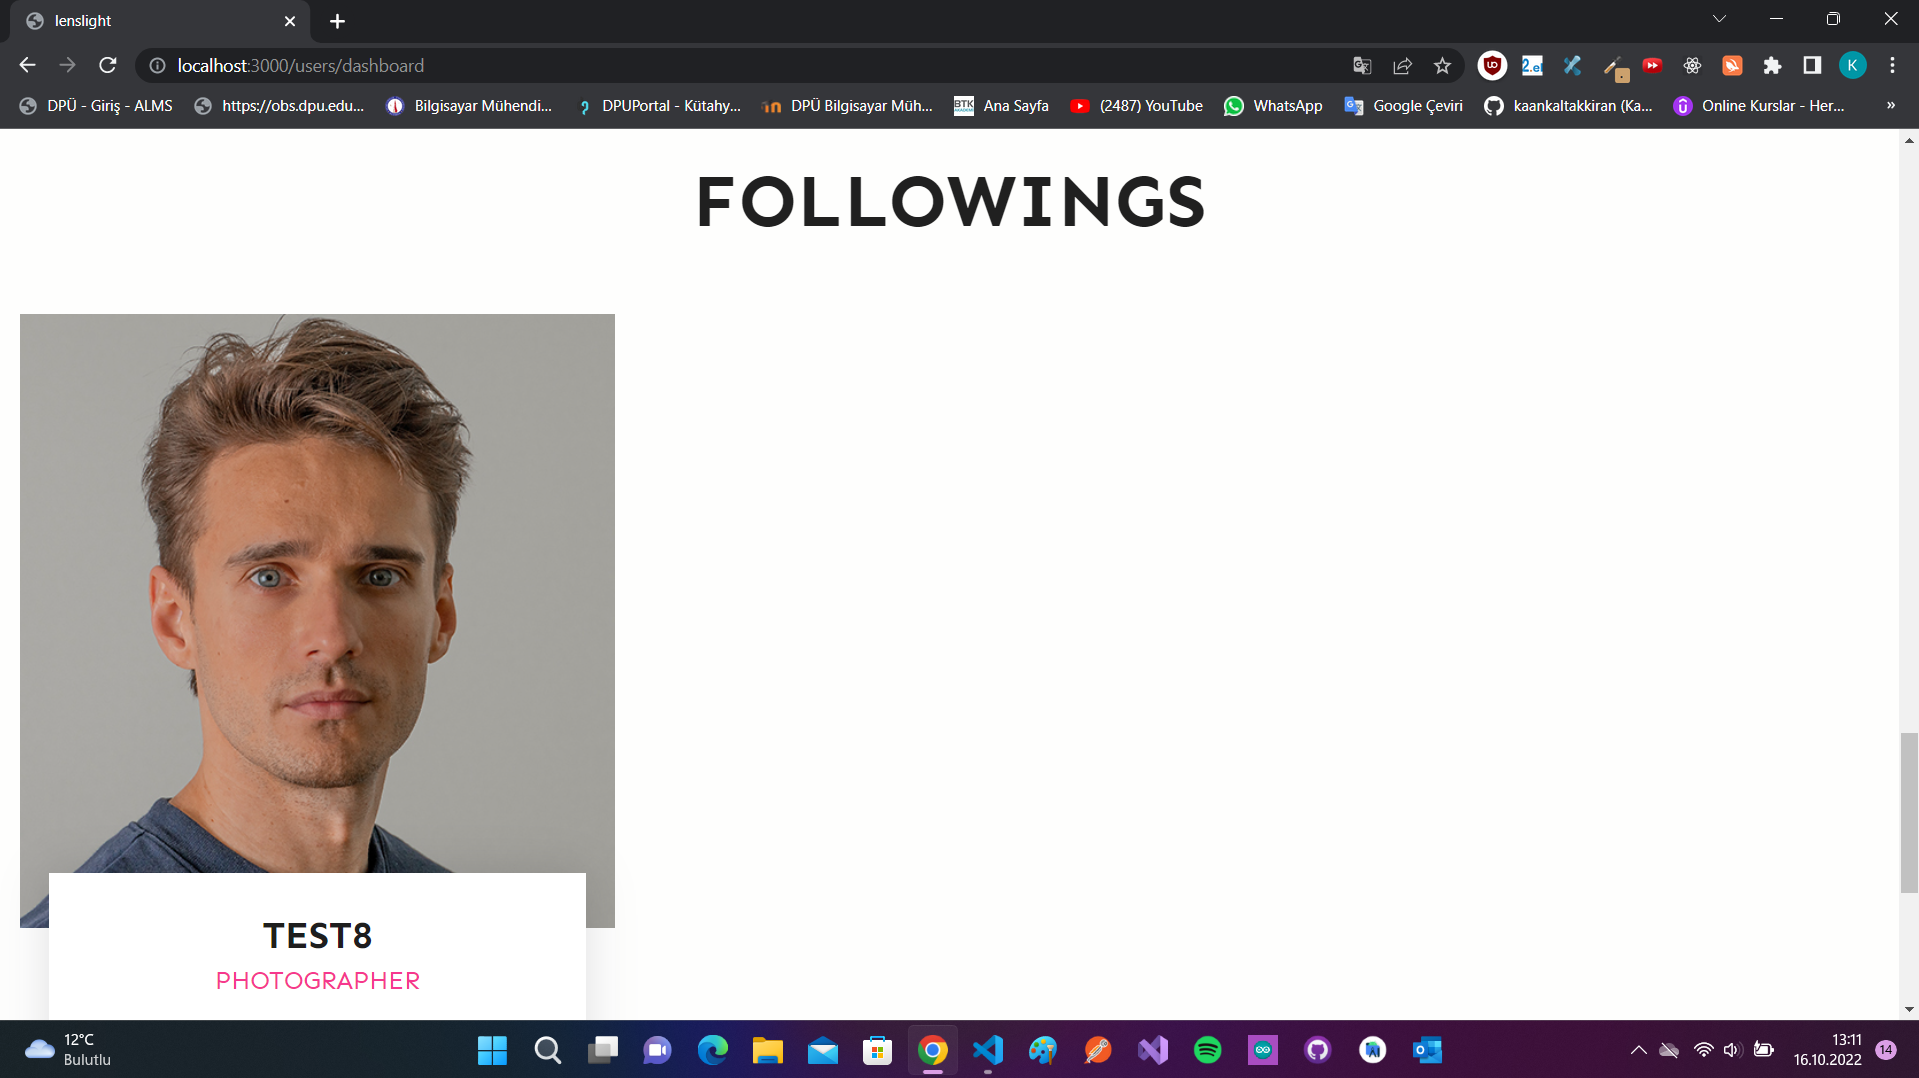 lenslight
localhost:3000/users/dashboard
DPÜ - Giriş - ALMS
https://obs.dpu.edu...
Bilgisayar Mühendi...
DPUPortal - Kütahy...
DPÜ Bilgisayar Müh...
BTK
Ana Sayfa
(2487) YouTube
WhatsApp
Google Çeviri
kaankaltakkiran (Ka...
Online Kurslar - Her...
»
K
FOLLOWINGS
TEST8
PHOTOGRAPHER
12°C
Bulutlu
13:11
16.10.2022
14